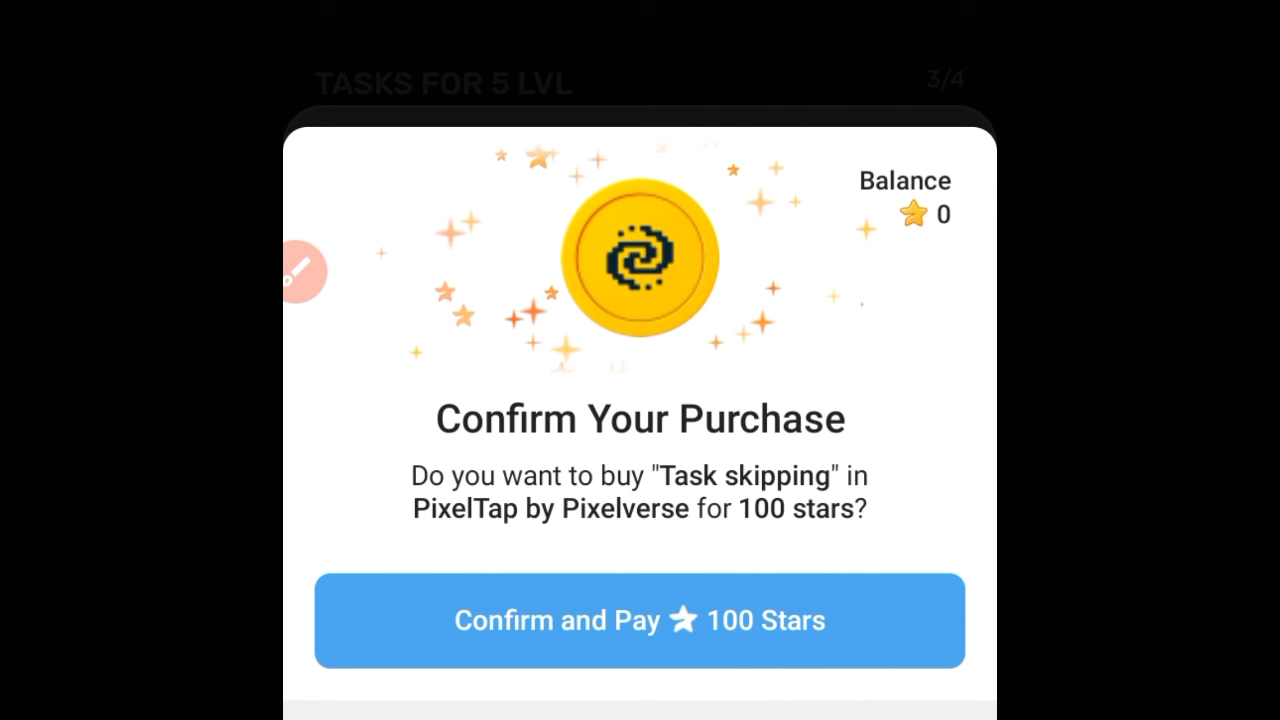 TASKS FOR 5 LVL
3/4
Balance
0
Confirm Your Purchase
Do you want to buy "Task skipping" in
PixelTap by Pixelverse for 100 stars?
Confirm and Pay 100 Stars